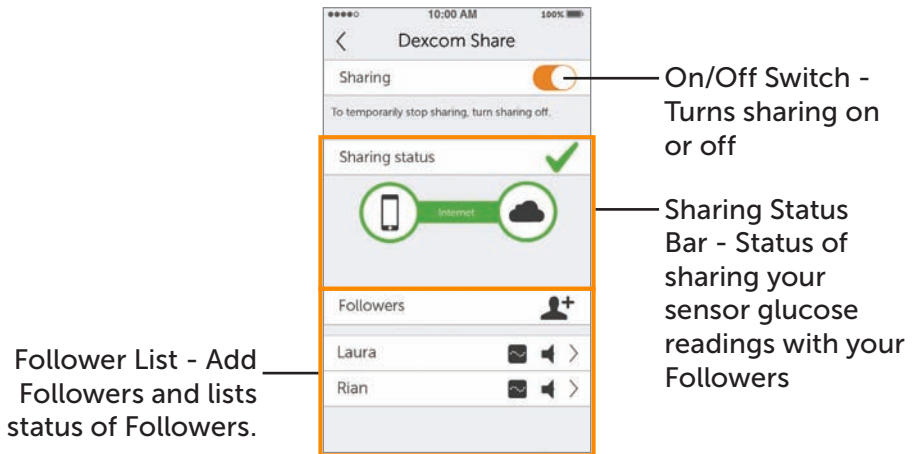 10:00 AM
100%
Dexcom Share
Sharing
To temporarily stop sharing, turn sharing off.
Sharing status
Internet
Followers
Laura
Rian
On/Off Switch -
Turns sharing on
or off
Sharing Status
Bar - Status of
sharing your
sensor glucose
readings with your
Followers
Follower List - Add
Followers and lists
status of Followers.